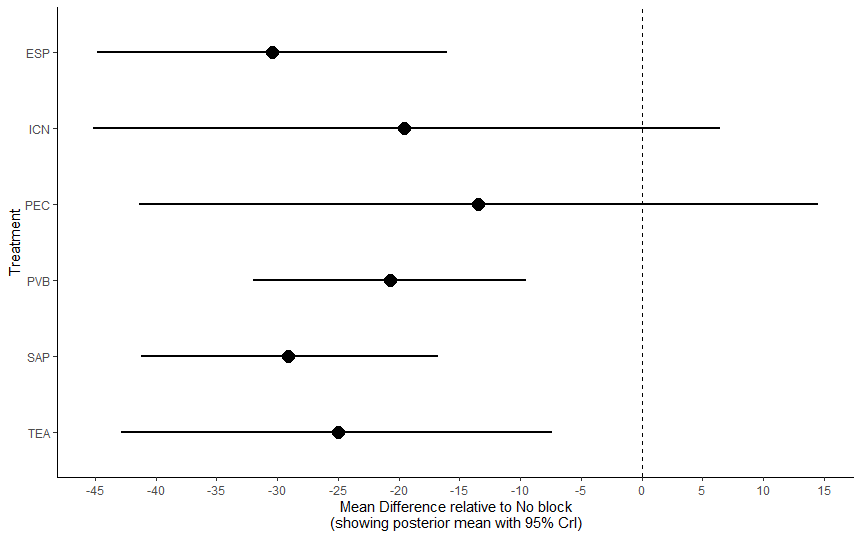 Treatment
ESP
ICN
PEC
PVB
SAP
TEA
-45 -40 -35 -30 -25 -20 -15 -10 -5 0 5 10 15
Mean Difference relative to No block
(showing posterior mean with 95% CrI)